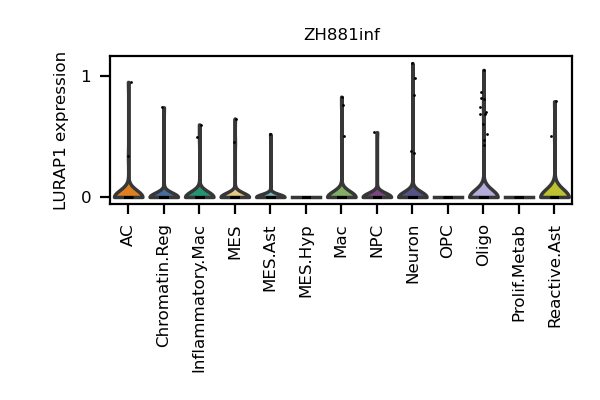 ZH881inf
LURAP1 expression
1
0
AC
Chromatin.Reg
Inflammatory.Mac
MES
MES.Ast
MES.Hyp
Mac
NPC
Neuron
OPC
Oligo
Prolif.Metab
Reactive.Ast